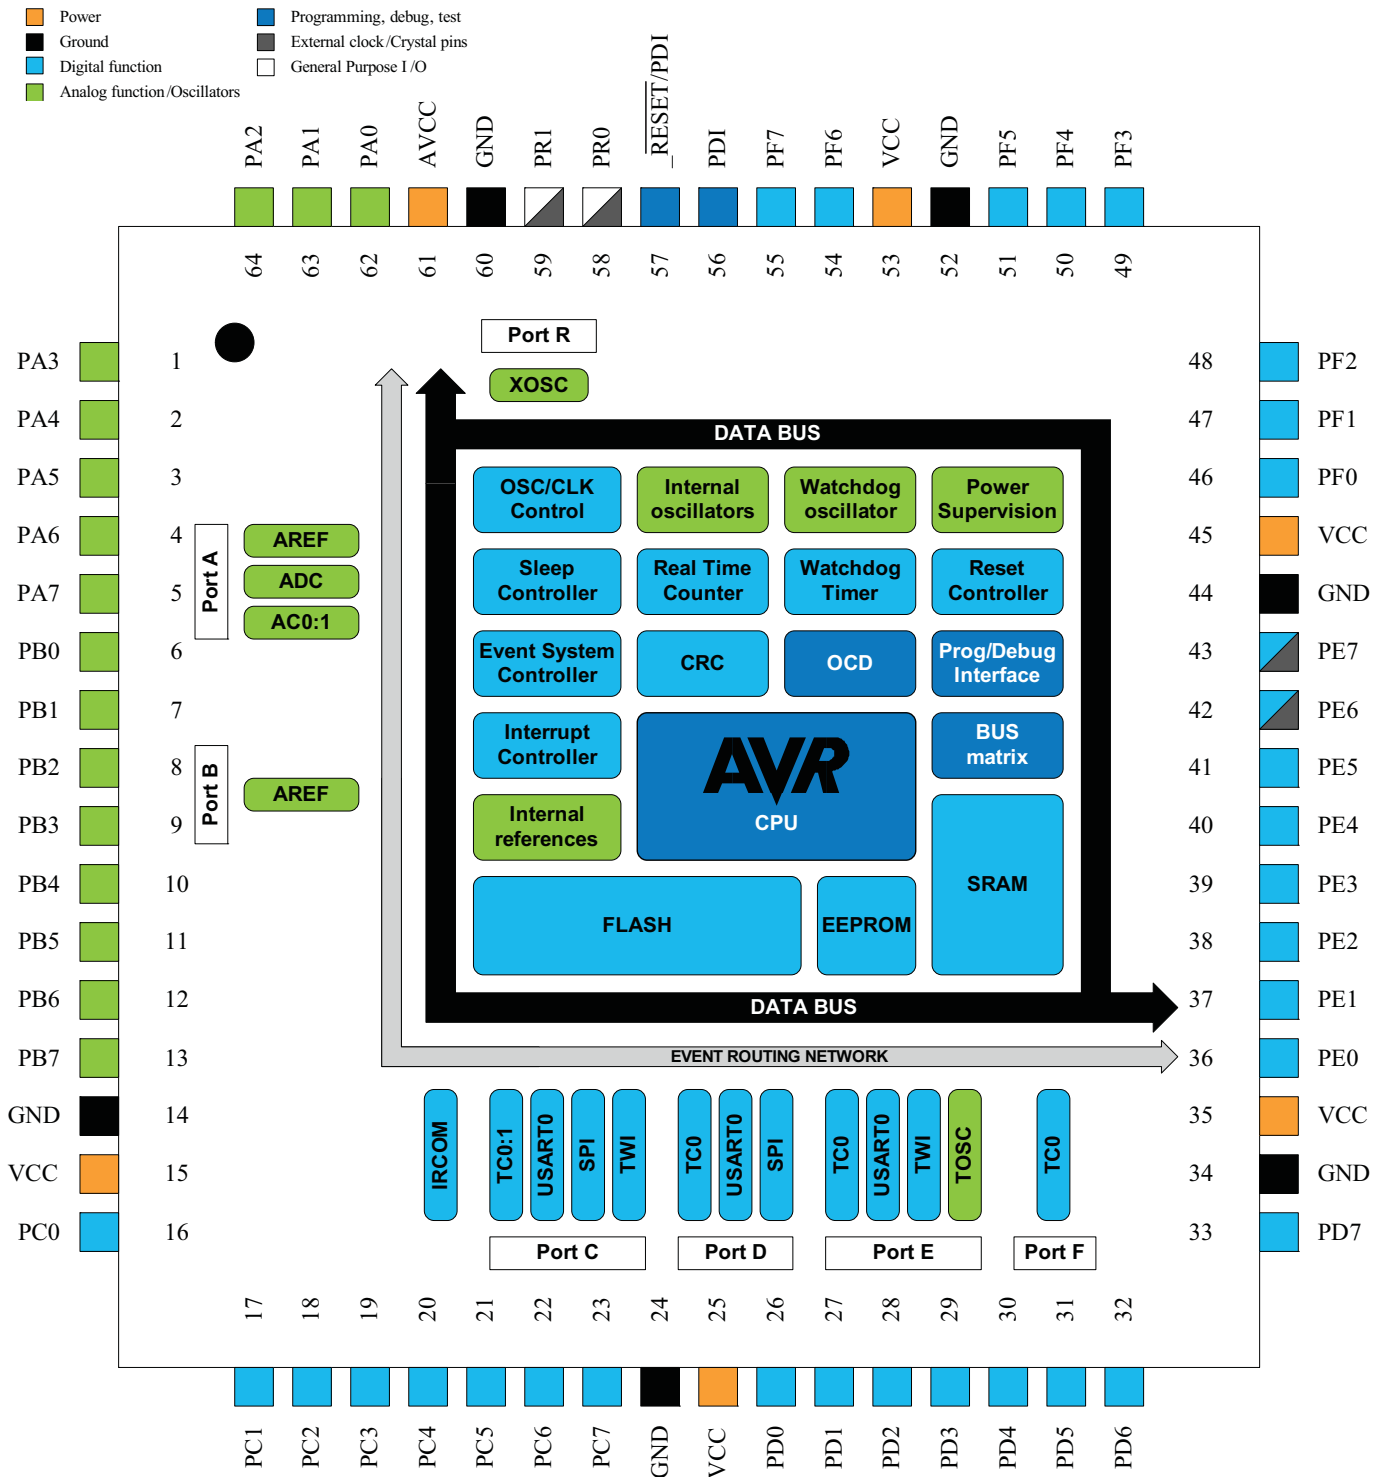 Power
Ground
Digital function
Analog function/Oscillators
Programming, debug, test
External clock/Crystal pins
General Purpose I/O
PA2
PA1
PA0
AVCC
GND
PR1
PR0
_RESET/PDI
PDI
PF7
PF6
VCC
GND
PF5
PF4
PF3
64
63
62
61
60
59
58
57
56
55
54
53
52
51
50
49
PA3
PA4
PA5
PA6
PA7
PB0
PB1
PB2
PB3
PB4
PB5
PB6
PB7
GND
VCC
PC0
1
2
3
4
5
6
7
8
9
10
11
12
13
14
15
16
Port A
AREF
ADC
AC0:1
Port B
AREF
Port R
XOSC
DATA BUS
OSC/CLK
Control
Internal
oscillators
Watchdog
oscillator
Power
Supervision
Sleep
Controller
Real Time
Counter
Watchdog
Timer
Reset
Controller
Event System
Controller
CRC
OCD
Prog/Debug
Interface
Interrupt
Controller
AVR
CPU
BUS
matrix
Internal
references
SRAM
FLASH
EEPROM
DATA BUS
EVENT ROUTING NETWORK
IRCOM
TC0:1
USART0
SPI
TWI
TC0
USART0
SPI
TC0
USART0
TWI
TOSC
TC0
Port C
Port D
Port E
Port F
48
47
46
45
44
43
42
41
40
39
38
37
36
35
34
33
PF2
PF1
PF0
VCC
GND
PE7
PE6
PE5
PE4
PE3
PE2
PE1
PE0
VCC
GND
PD7
17
18
19
20
21
22
23
24
25
26
27
28
29
30
31
32
PC1
PC2
PC3
PC4
PC5
PC6
PC7
GND
VCC
PD0
PD1
PD2
PD3
PD4
PD5
PD6